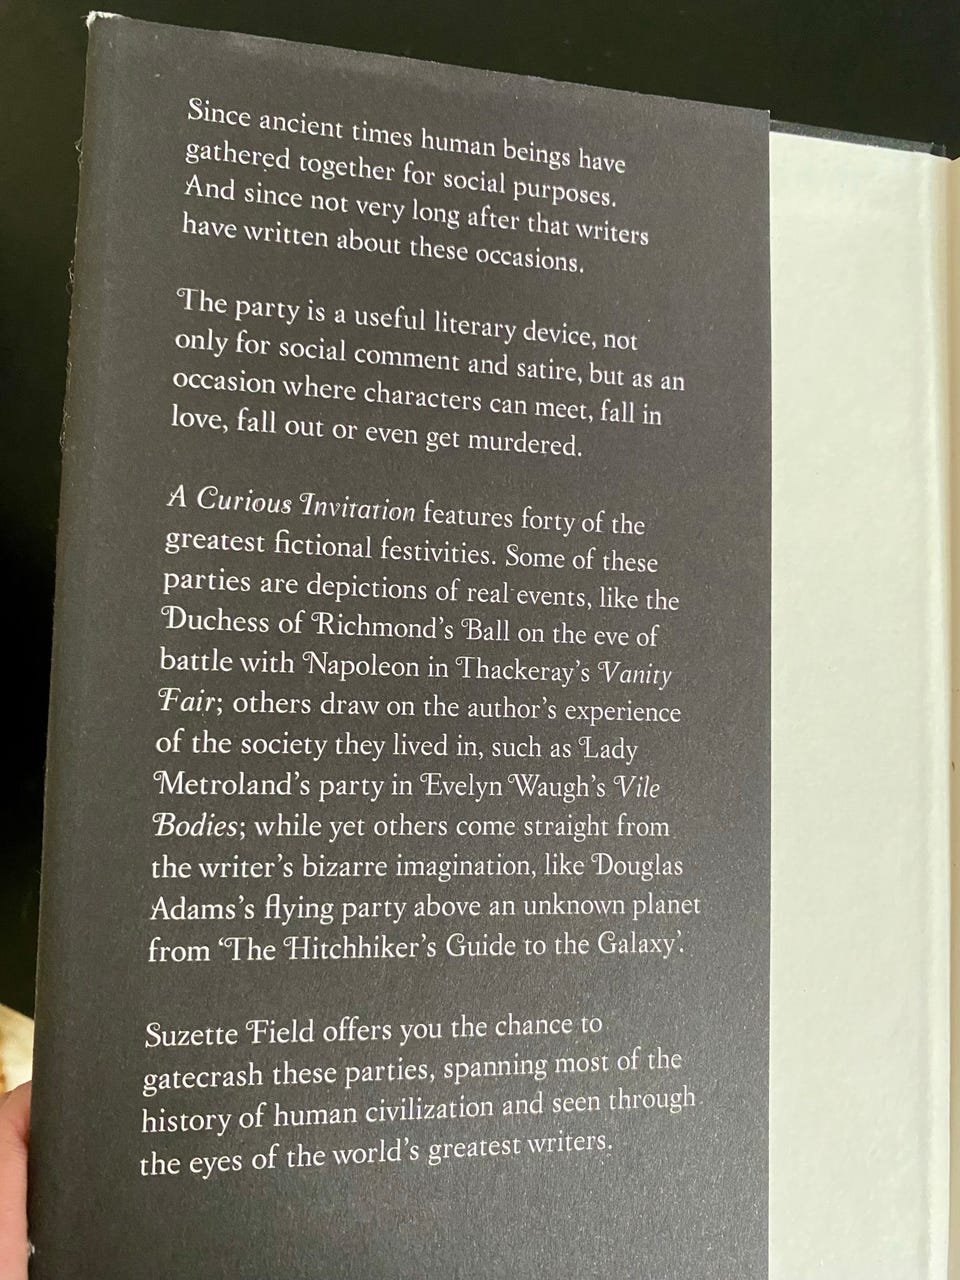 Since ancient times human beings have
gathered together for social purposes.
And since not very long after that writers
have written about these occasions.
The party is a useful literary device, not
only for social comment and satire, but as an
occasion where characters can meet, fall in
love, fall out or even get murdered.
A Curious Invitation features forty of the
greatest fictional festivities. Some of these
parties are depictions of real events, like the
Duchess of Richmond's Ball on the eve of
battle with Napoleon in Thackeray's Vanity
Fair; others draw on the author's experience
of the society they lived in, such as Lady
Metroland's party in Evelyn Waugh's Vile
Bodies; while yet others come straight from
the writer's bizarre imagination, like Douglas
Adams's flying party above an unknown planet
from 'The Hitchhiker's Guide to the Galaxy'.
Suzette Field offers you the chance to
gatecrash these parties, spanning most of the
history of human civilization and seen through
the eyes of the world's greatest writers.